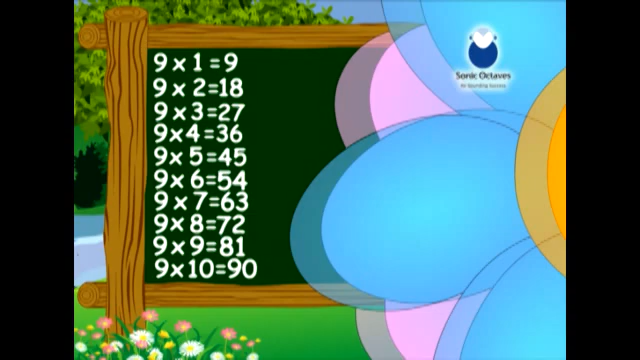 9 x 1 = 9
9 x 2=18
9 x 3=27
9 x 4= 36
9 x 5=45
9 x 6=54
9 x 7=63
9 x 8=72
9 x 9=81
9 x 10=90
Sonic Octaves